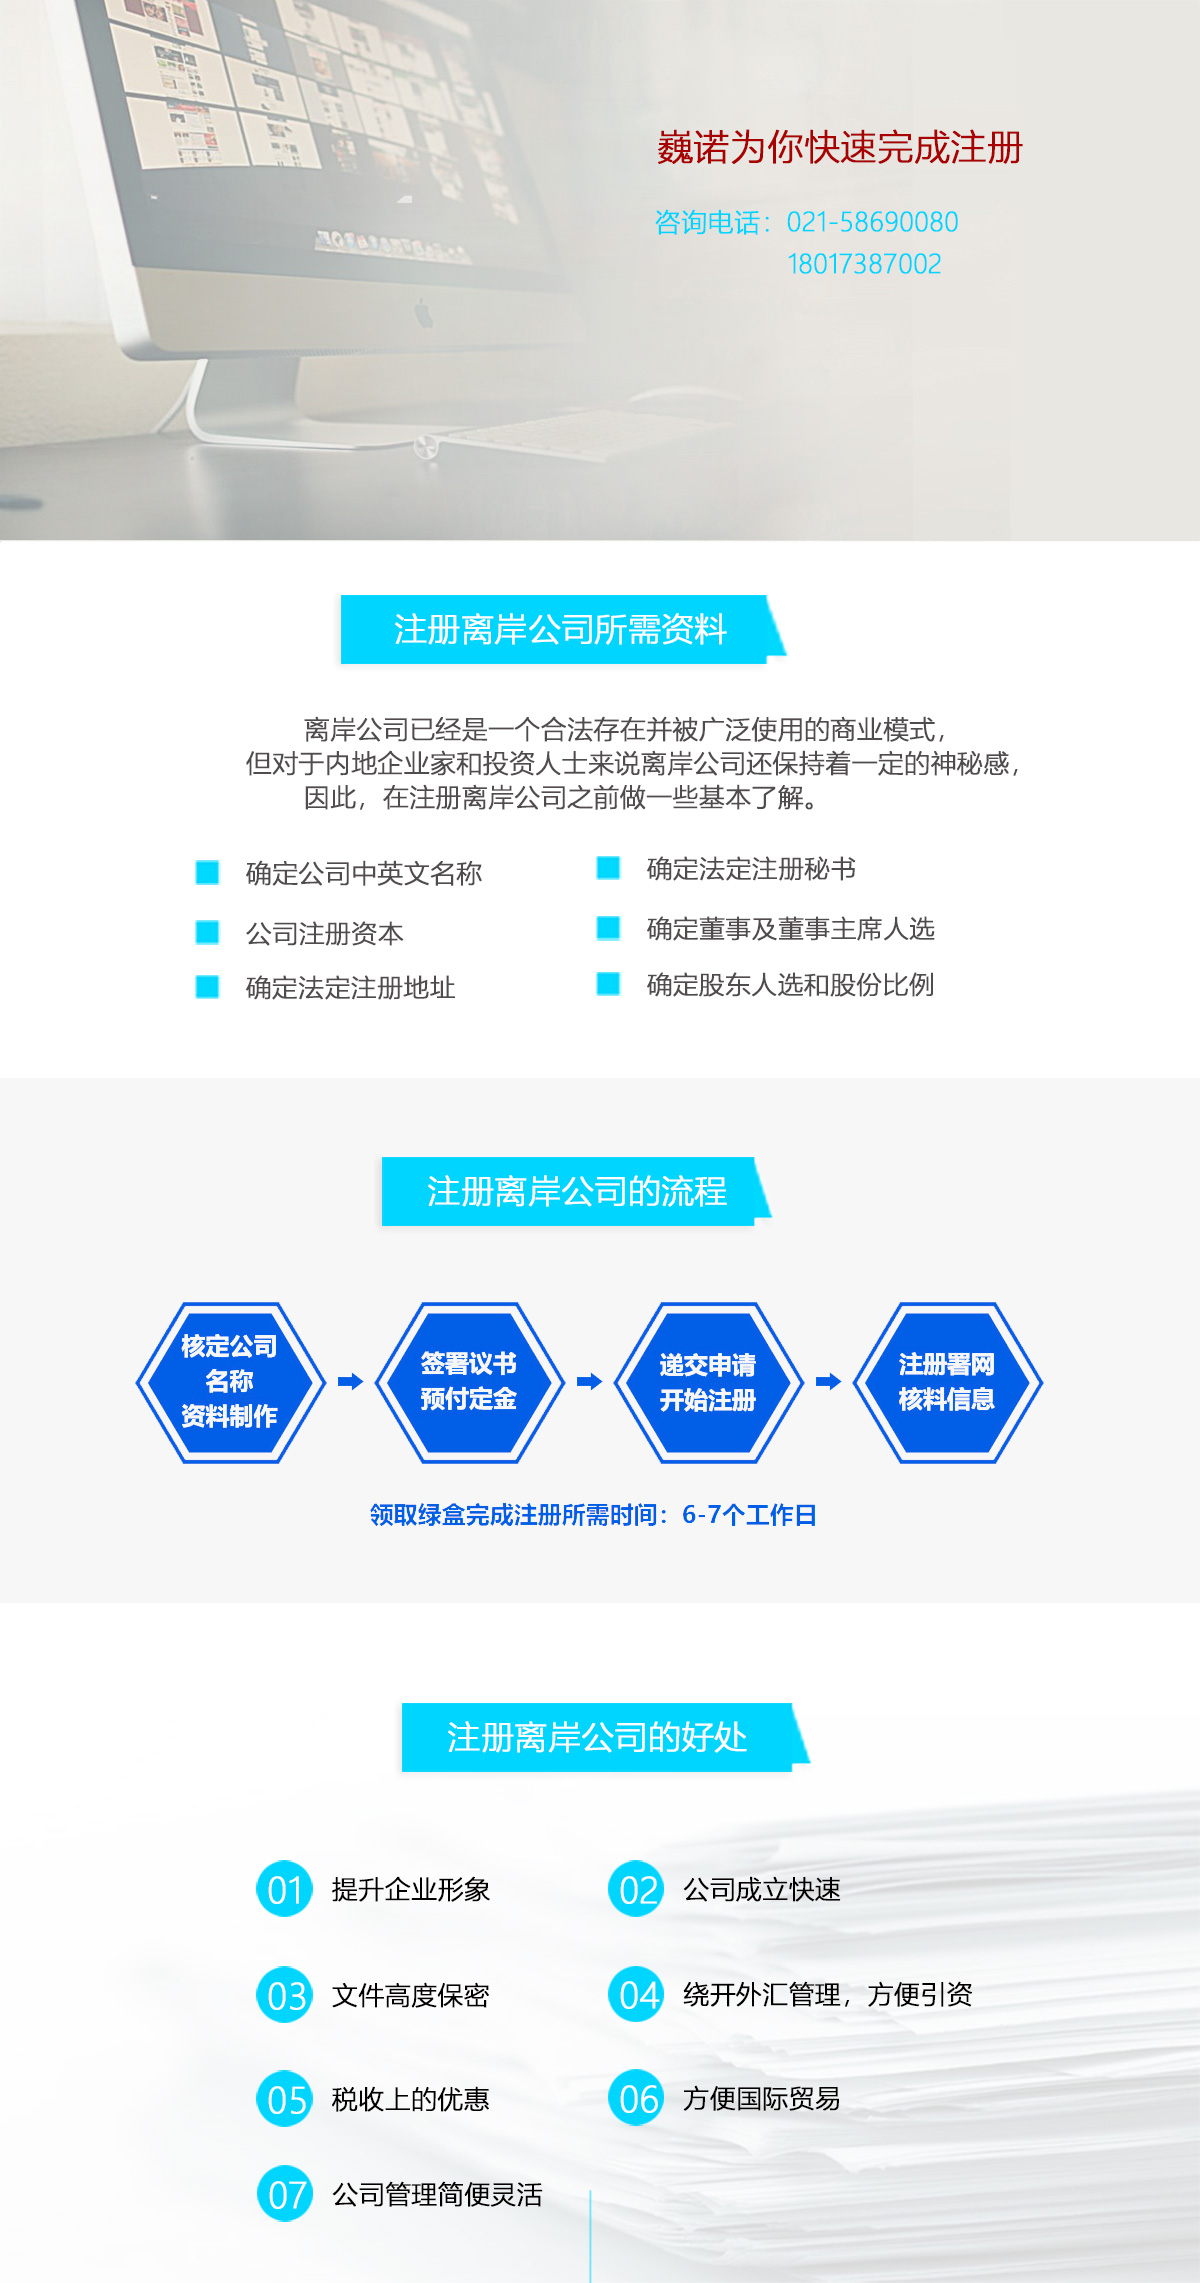 巍诺为你快速完成注册
咨询电话：021-58690080
18017387002
注册离岸公司所需资料
离岸公司已经是一个合法存在并被广泛使用的商业模式，
但对于内地企业家和投资人士来说离岸公司还保持着一定的神秘感，
因此，在注册离岸公司之前做一些基本了解。
确定公司中英文名称
确定法定注册秘书
公司注册资本
确定董事及董事主席人选
确定法定注册地址
确定股东人选和股份比例
注册离岸公司的流程
核定公司
名称
资料制作
签署议书
预付定金
递交申请
开始注册
注册署网
核料信息
领取绿盒完成注册所需时间：6-7个工作日
注册离岸公司的好处
01 提升企业形象
02 公司成立快速
03 文件高度保密
04 绕开外汇管理，方便引资
05 税收上的优惠
06 方便国际贸易
07 公司管理简便灵活